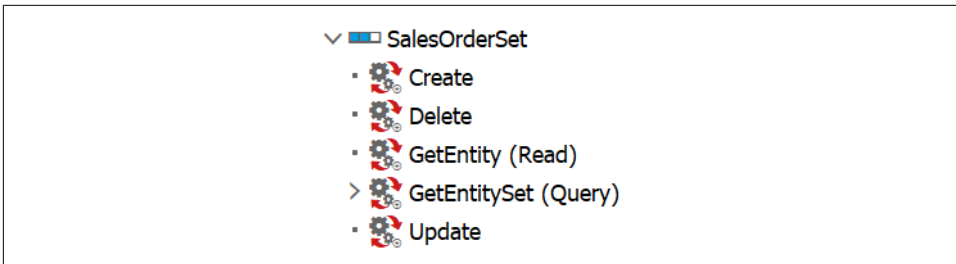 SalesOrderSet
Create
Delete
GetEntity (Read)
GetEntitySet (Query)
Update